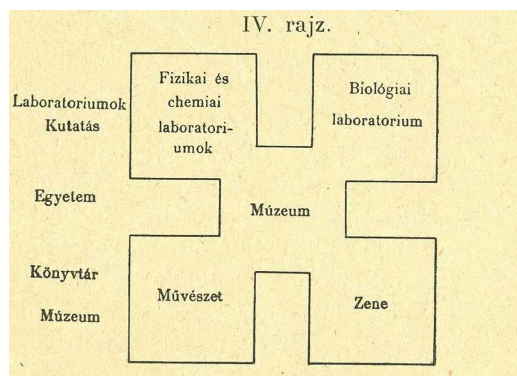 IV. rajz.
Laboratoriumok
Kutatás
Fizikai és
chemiai
laboratori-
umok
Biológiai
laboratorium
Egyetem
Múzeum
Könyvtár
Múzeum
Művészet
Zene